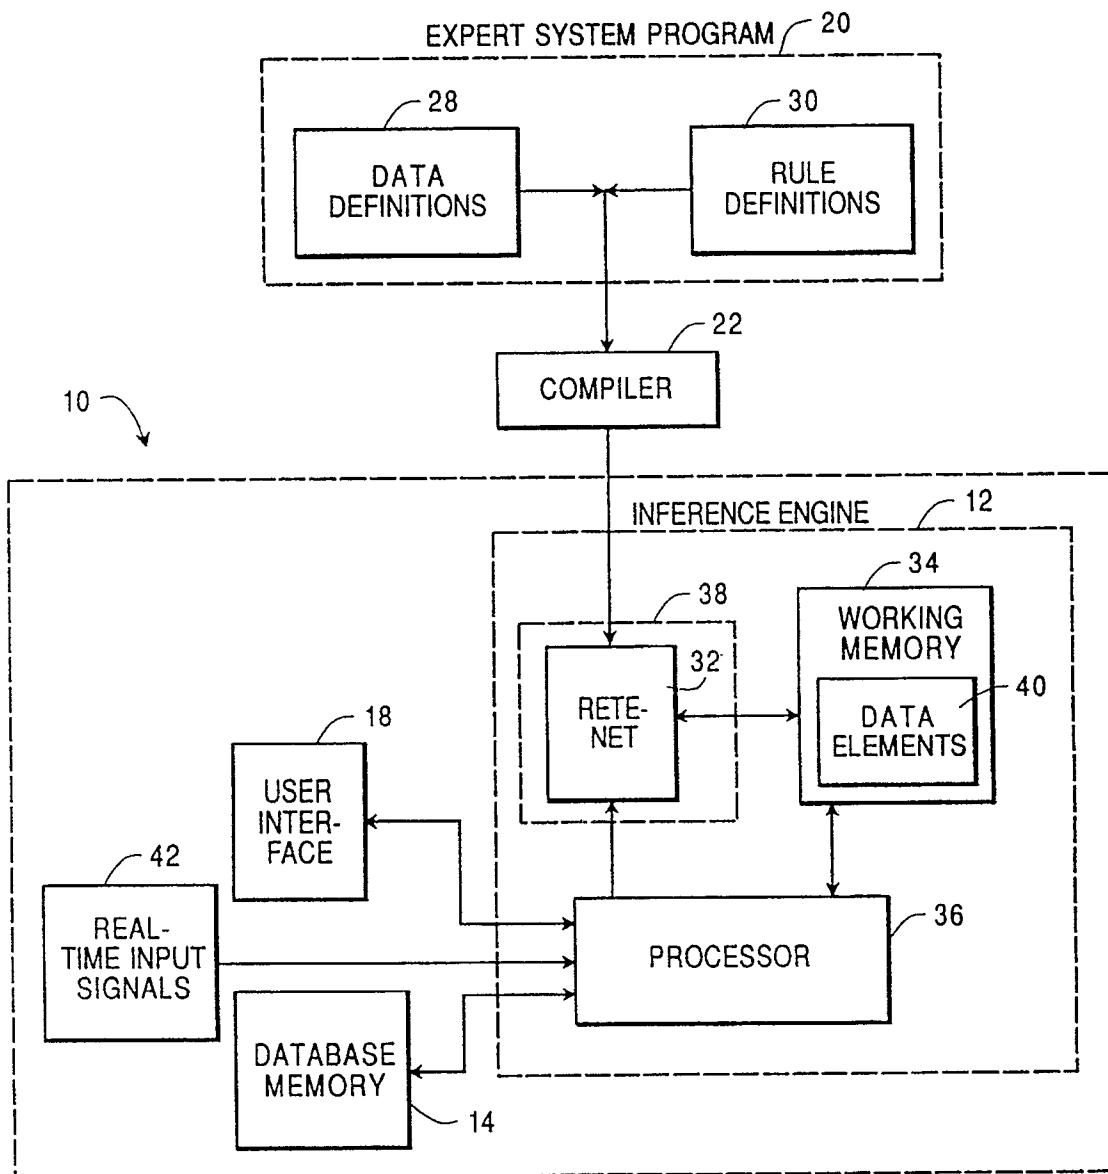 EXPERT SYSTEM PROGRAM
20
28
DATA
DEFINITIONS
30
RULE
DEFINITIONS
22
COMPILER
10
INFERENCE ENGINE
12
38
32
RETE-
NET
34
WORKING
MEMORY
40
DATA
ELEMENTS
18
USER
INTER-
FACE
42
REAL-
TIME INPUT
SIGNALS
PROCESSOR
36
DATABASE
MEMORY
14